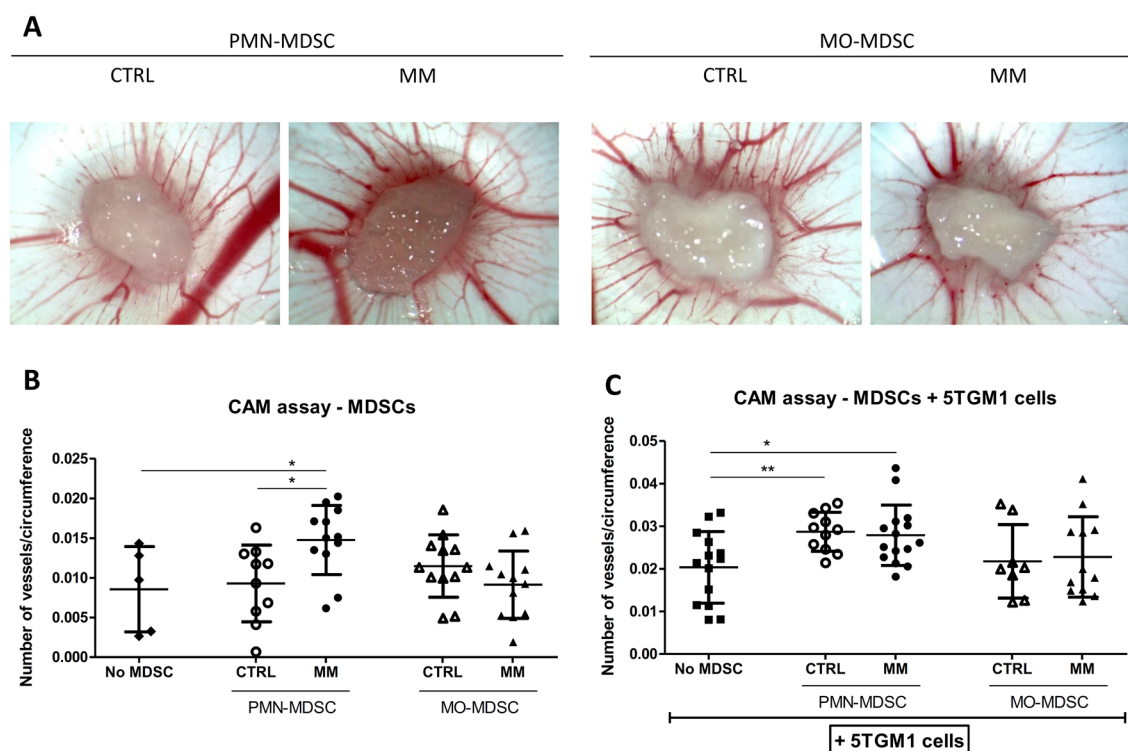 A
PMN-MDSC
MO-MDSC
CTRL
MM
CTRL
MM
B
CAM assay - MDSCs
Number of vessels/circumference
0.025
0.020
0.015
0.010
0.005
0.000
*
*
No MDSC
CTRL
MM
CTRL
MM
PMN-MDSC
MO-MDSC
C
CAM assay - MDSCs + 5TGM1 cells
Number of vessels/circumference
0.05
0.04
0.03
0.02
0.01
0.00
*
**
No MDSC
CTRL
MM
CTRL
MM
PMN-MDSC
MO-MDSC
+ 5TGM1 cells